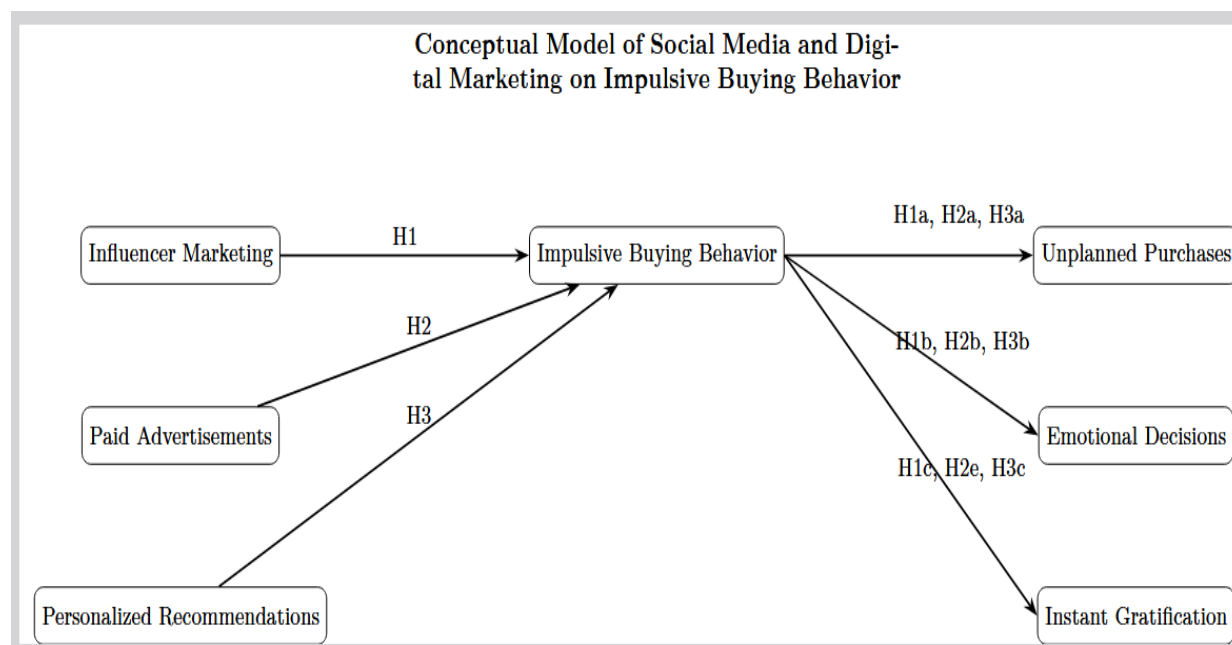 Conceptual Model of Social Media and Digi-
tal Marketing on Impulsive Buying Behavior
H1a, H2a, H3a
Influencer Marketing
H1
Impulsive Buying Behavior
Unplanned Purchases
H2
H1b, H2b, H3b
H3
Paid Advertisements
Emotional Decisions
H1c, H2e, H3c
Personalized Recommendations
Instant Gratification